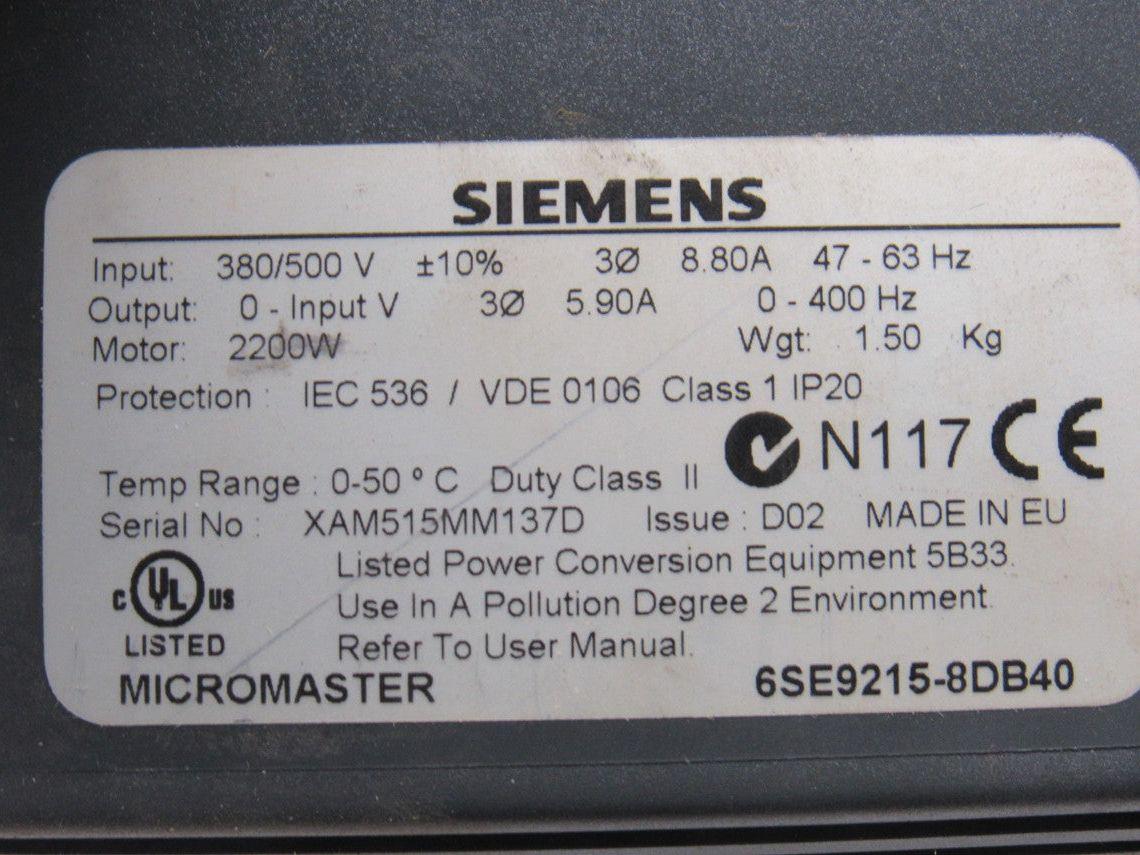 SIEMENS
Input: 380/500 V ±10% 3Ø 8.80A 47 - 63 Hz
Output: 0 - Input V 3Ø 5.90A 0 - 400 Hz
Motor: 2200W Wgt: 1.50 Kg
Protection : IEC 536 / VDE 0106 Class 1 IP20
N117 CE
Temp Range : 0-50 ° C Duty Class II
Serial No : XAM515MM137D Issue : D02 MADE IN EU
Listed Power Conversion Equipment 5B33.
c UL us
Use In A Pollution Degree 2 Environment.
LISTED
Refer To User Manual.
MICROMASTER 6SE9215-8DB40